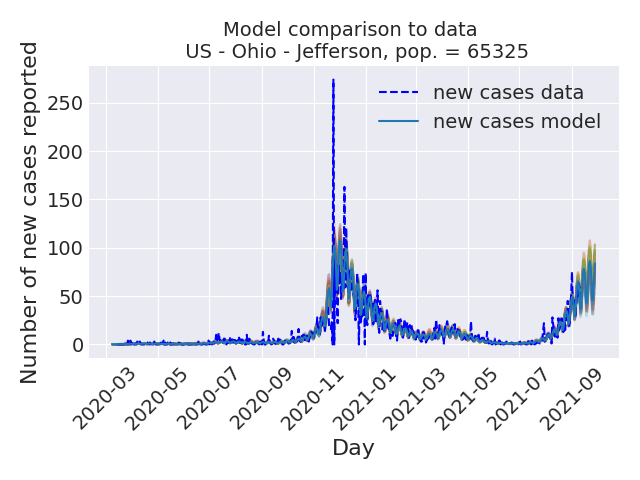 Model comparison to data
US - Ohio - Jefferson, pop. = 65325
Number of new cases reported
250
200
150
100
50
0
new cases data
new cases model
2020-03
2020-05
2020-07
2020-09
2020-11
2021-01
2021-03
2021-05
2021-07
2021-09
Day